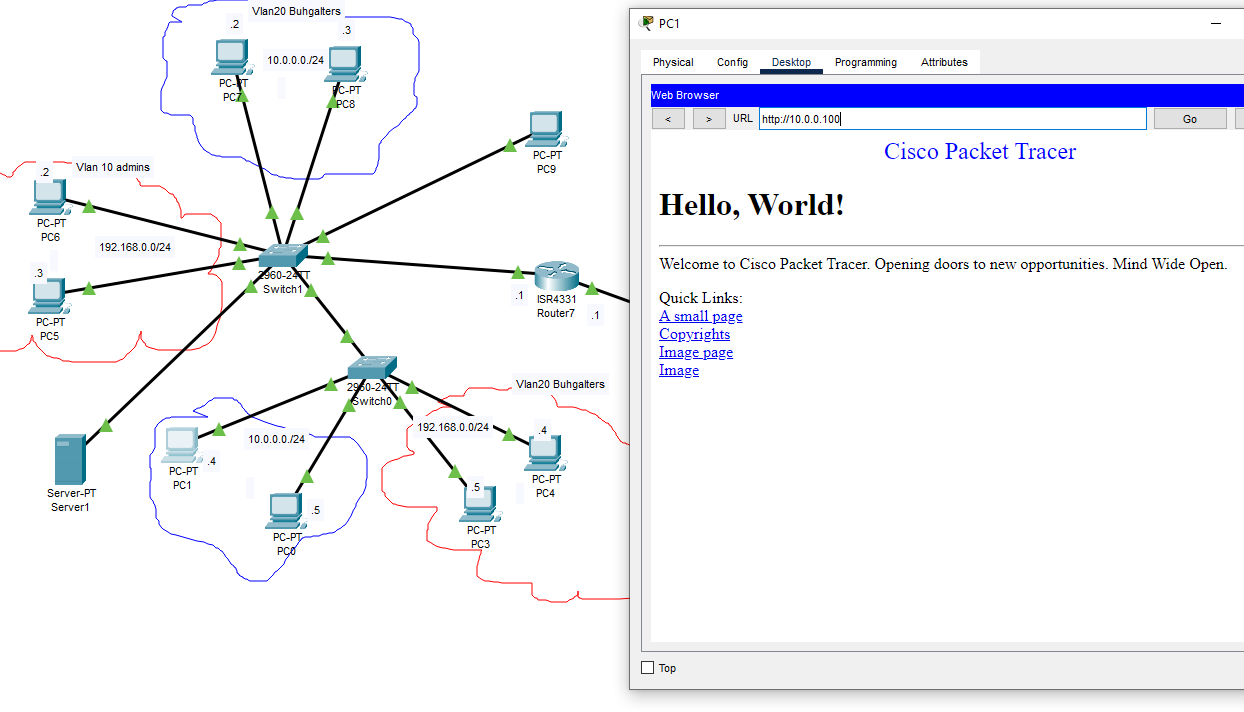 Vlan20 Buhgalters
.2
.3
10.0.0.0./24
PC-PT
PC7
PC-PT
PC8
PC-PT
PC9
Vlan 10 admins
.2
PC-PT
PC6
192.168.0.0/24
.3
PC-PT
PC5
2960-24TT
Switch1
.1
ISR4331
Router7
.1
2960-24TT
Switch0
Vlan20 Buhgalters
192.168.0.0/24
10.0.0.0./24
.4
PC-PT
PC1
.4
PC-PT
PC4
Server-PT
Server1
.5
PC-PT
PC0
.5
PC-PT
PC3
PC1
Physical Config Desktop Programming Attributes
Web Browser
< > URL http://10.0.0.100 Go
Cisco Packet Tracer
Hello, World!
Welcome to Cisco Packet Tracer. Opening doors to new opportunities. Mind Wide Open.
Quick Links:
A small page
Copyrights
Image page
Image
Top